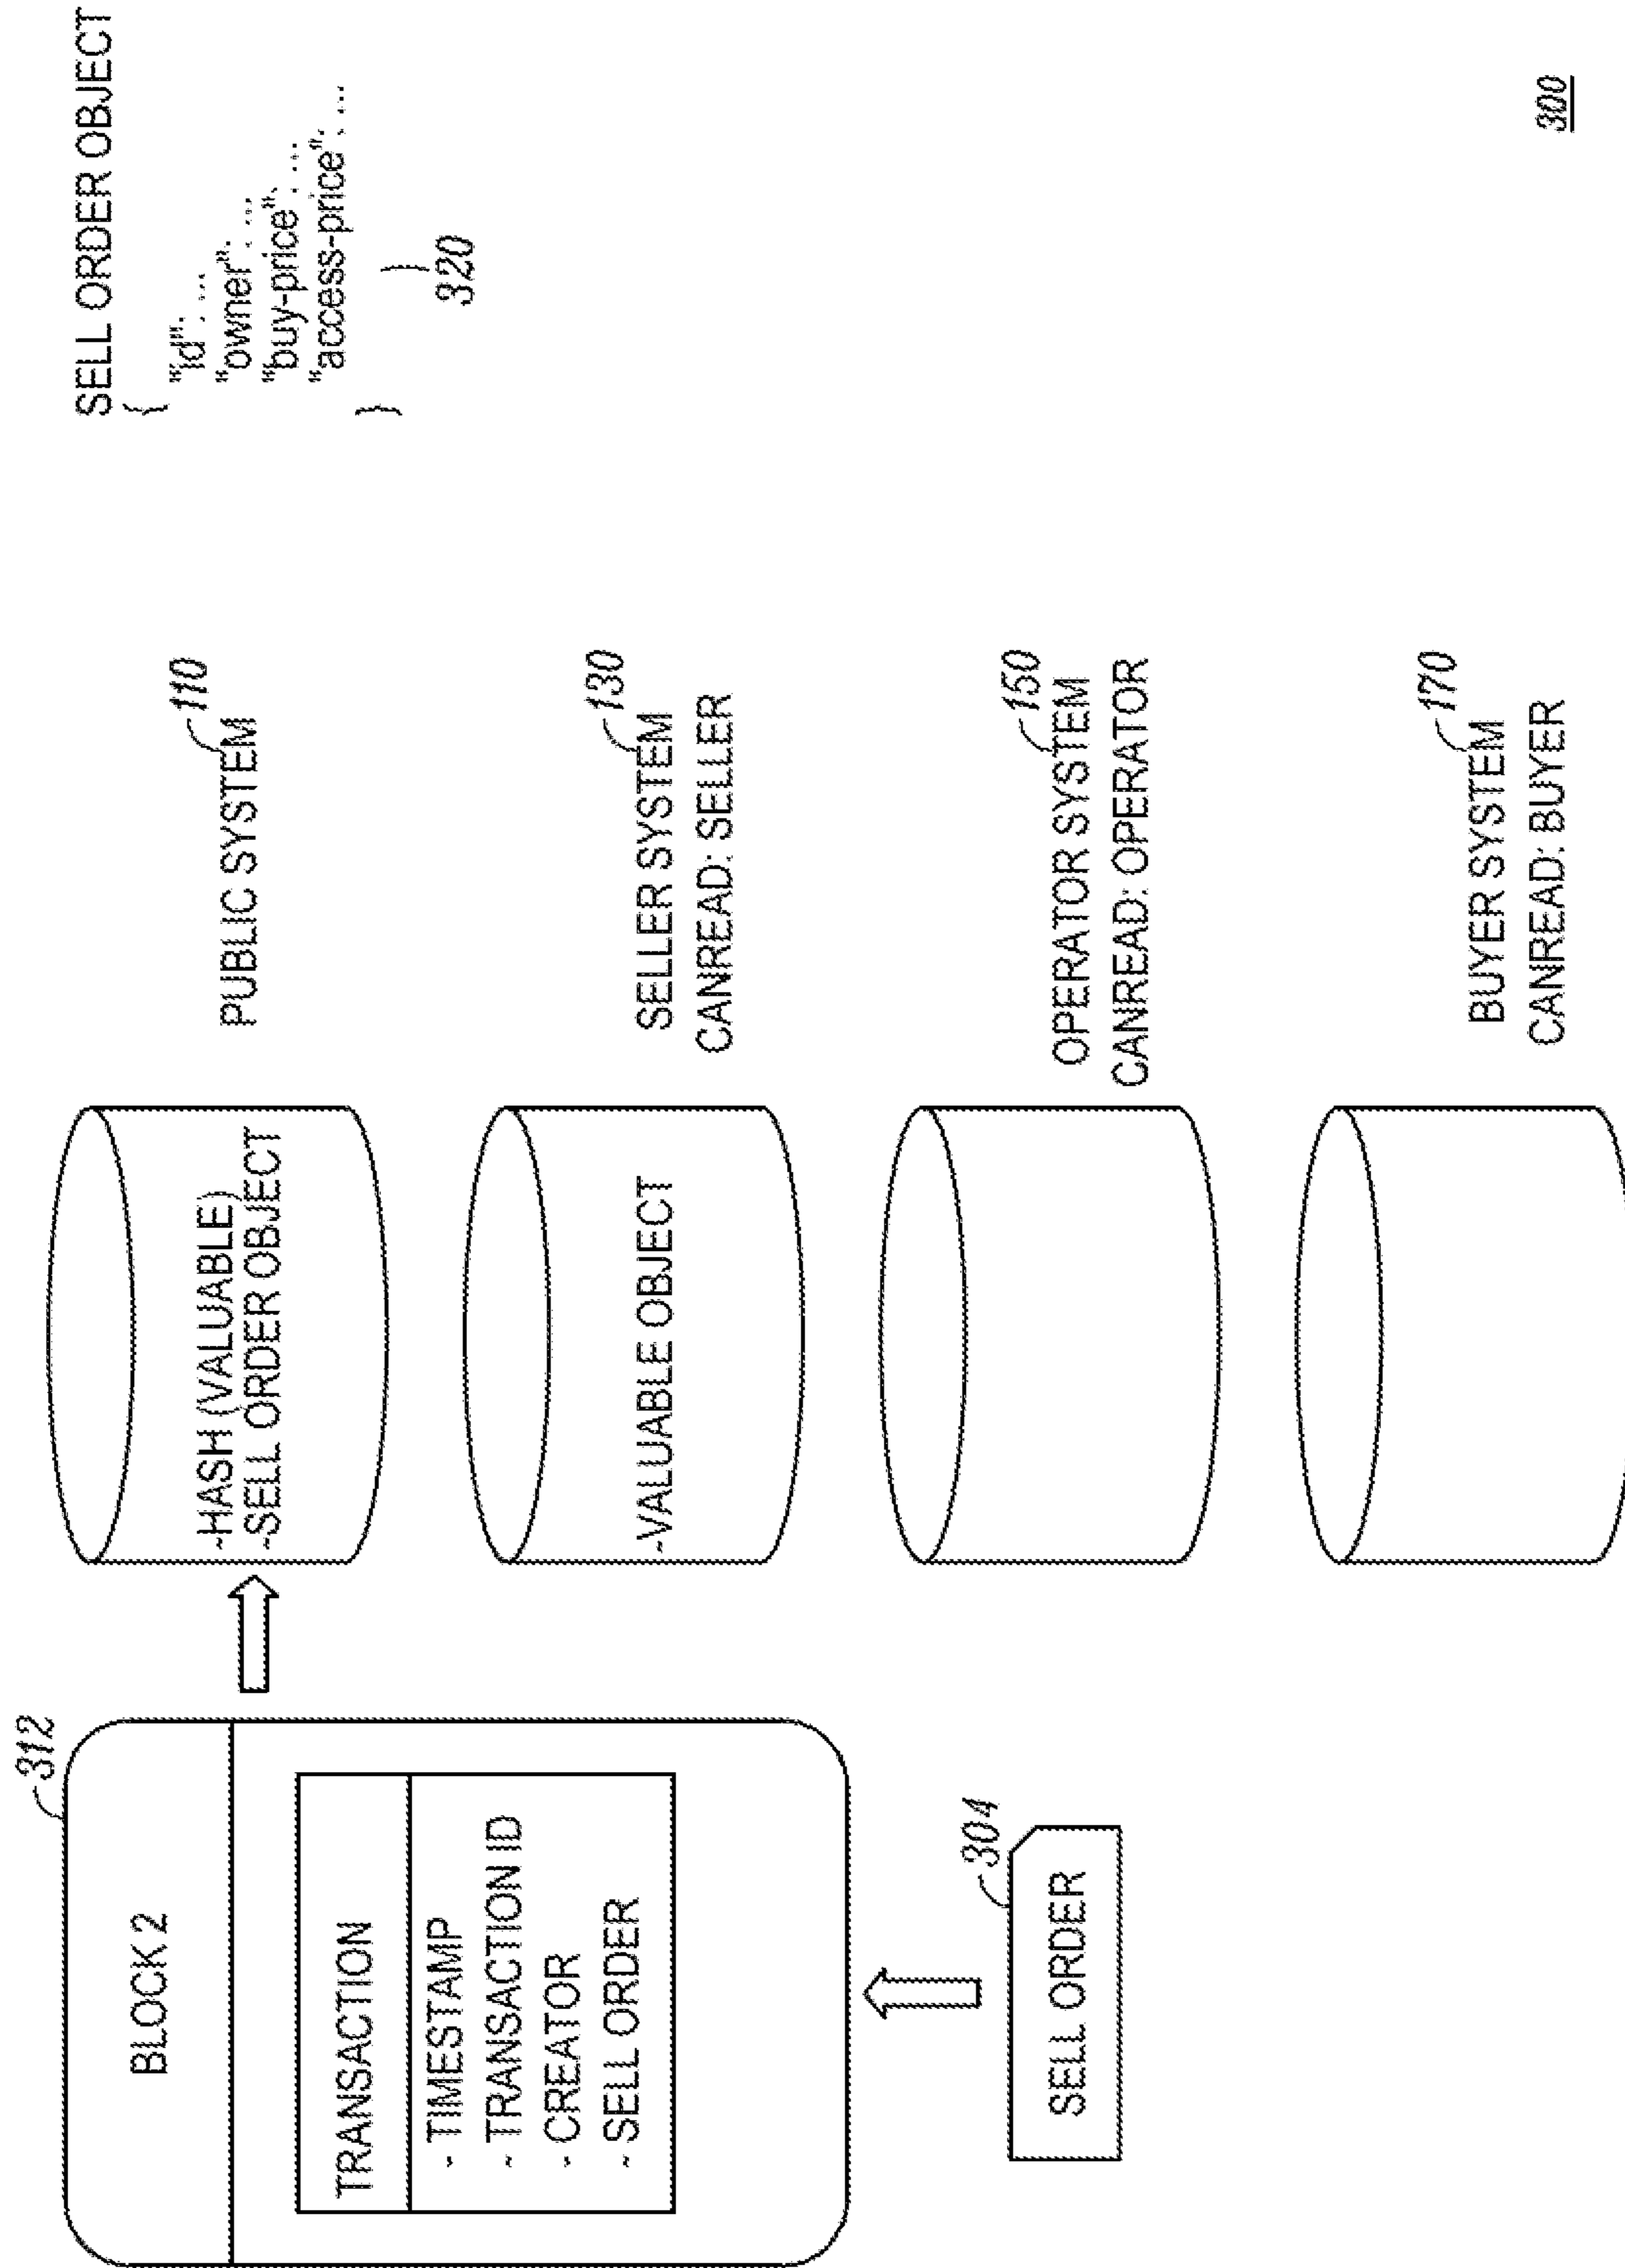 312
BLOCK 2
TRANSACTION
- TIMESTAMP
- TRANSACTION ID
- CREATOR
- SELL ORDER
304
SELL ORDER
-HASH (VALUABLE)
-SELL ORDER OBJECT
110
PUBLIC SYSTEM
-VALUABLE OBJECT
130
SELLER SYSTEM
CANREAD: SELLER
150
OPERATOR SYSTEM
CANREAD: OPERATOR
170
BUYER SYSTEM
CANREAD: BUYER
SELL ORDER OBJECT
{
"id": ...
"owner": ...
"buy-price": ...
"access-price": ...
}
320
300